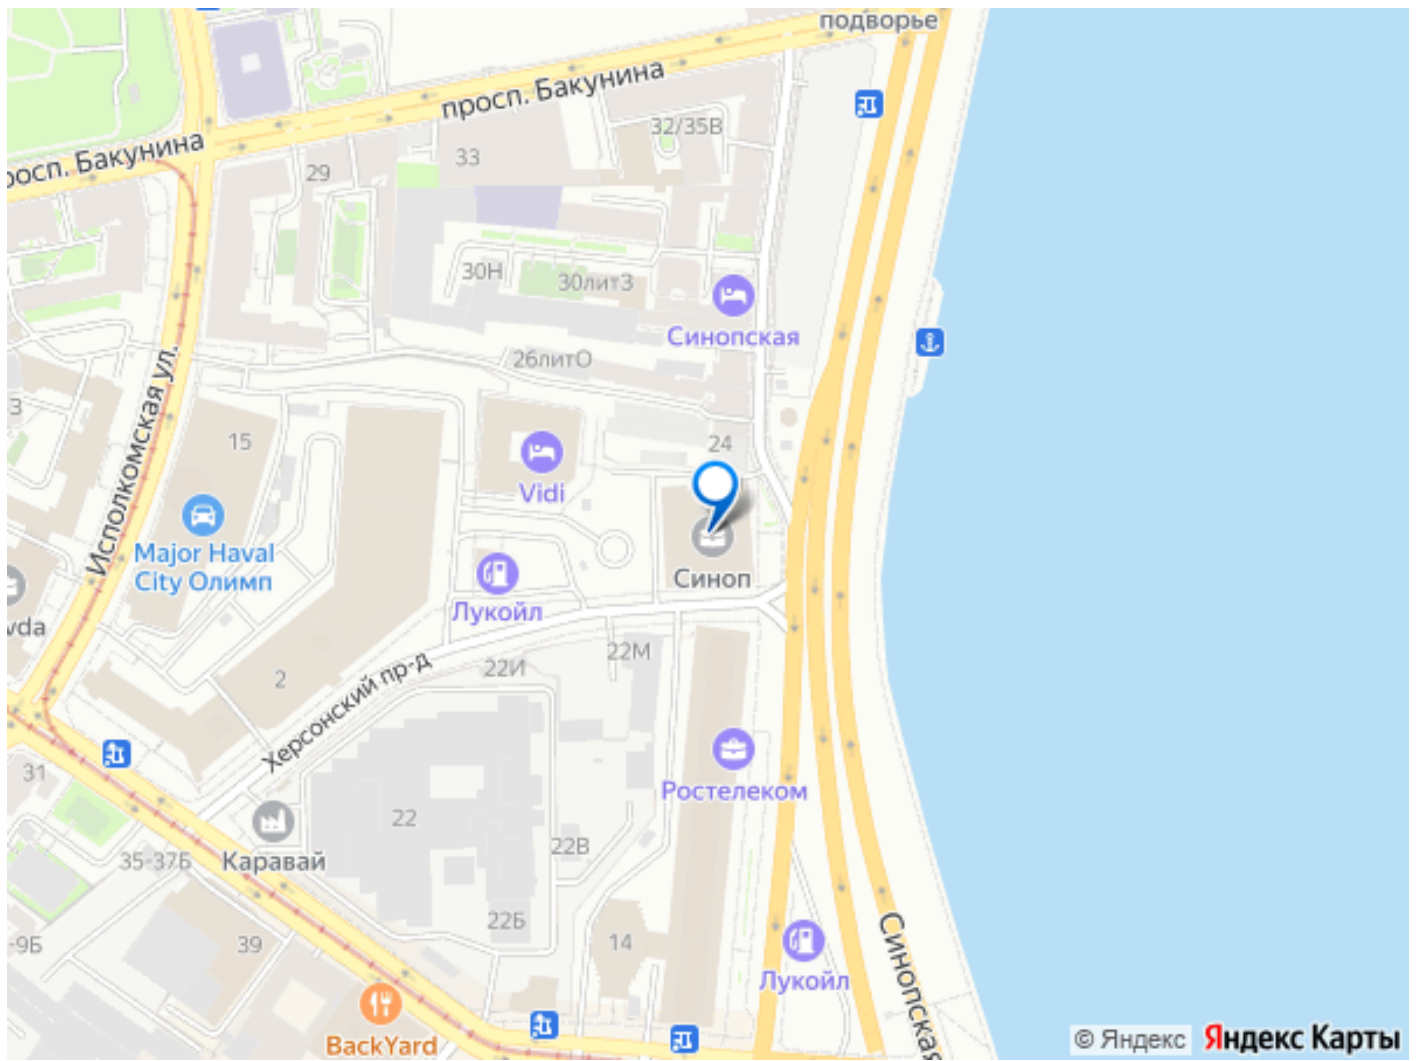 подворье
просп. Бакунина
32/35В
просп. Бакунина
33
29
30Н
30лит3
Синопская
26литО
Исполкомская ул.
3
15
24
Vidi
Major Haval
City Олимп
Синоп
Лукойл
vda
22М
22И
2
Херсонский пр-д
31
Ростелеком
22
22В
Каравай
35-37Б
22Б
-9Б
39
14
Лукойл
Синопская
BackYard
© Яндекс Яндекс Карты